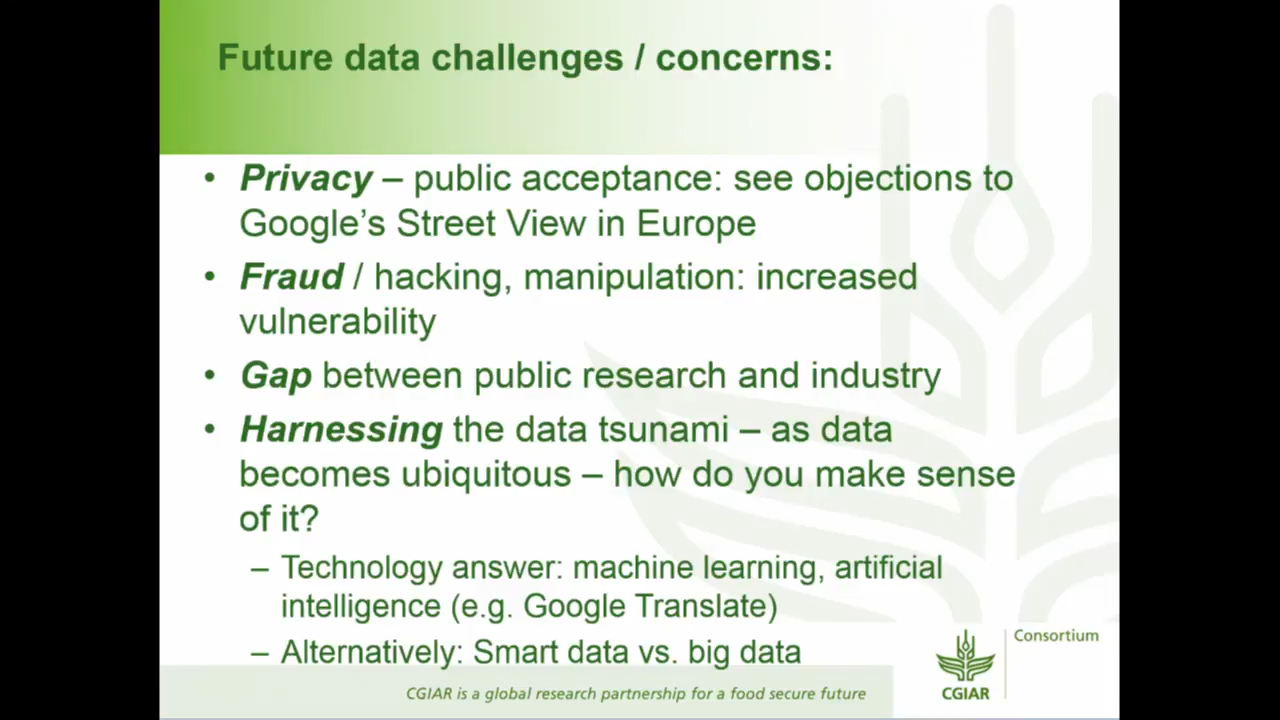 Future data challenges / concerns:
• Privacy – public acceptance: see objections to
Google’s Street View in Europe
• Fraud / hacking, manipulation: increased
vulnerability
• Gap between public research and industry
• Harnessing the data tsunami – as data
becomes ubiquitous – how do you make sense
of it?
– Technology answer: machine learning, artificial
intelligence (e.g. Google Translate)
– Alternatively: Smart data vs. big data
CGIAR is a global research partnership for a food secure future
CGIAR
Consortium